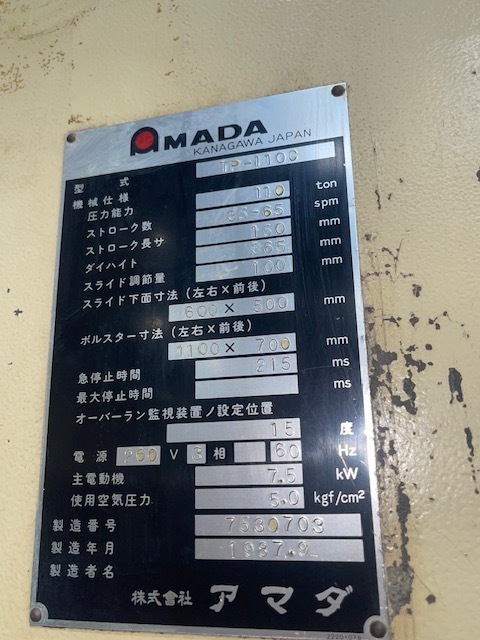 AMADA
KANAGAWA JAPAN
型式 TP-110C
機械仕様
圧力能力 110 ton
ストローク数 35-65 spm
ストローク長サ mm
ダイハイト 365 mm
スライド調節量 100 mm
スライド下面寸法(左右×前後)
600 × 500 mm
ボルスター寸法(左右×前後)
1100 × 700 mm
急停止時間 215 ms
最大停止時間 ms
オーバーラン監視装置ノ設定位置
15 度
電源 V 3相 60 Hz
主電動機 7.5 kW
使用空気圧力 5.0 kgf/cm²
製造番号 7530703
製造年月 1987.9
製造者名
株式会社 アマダ